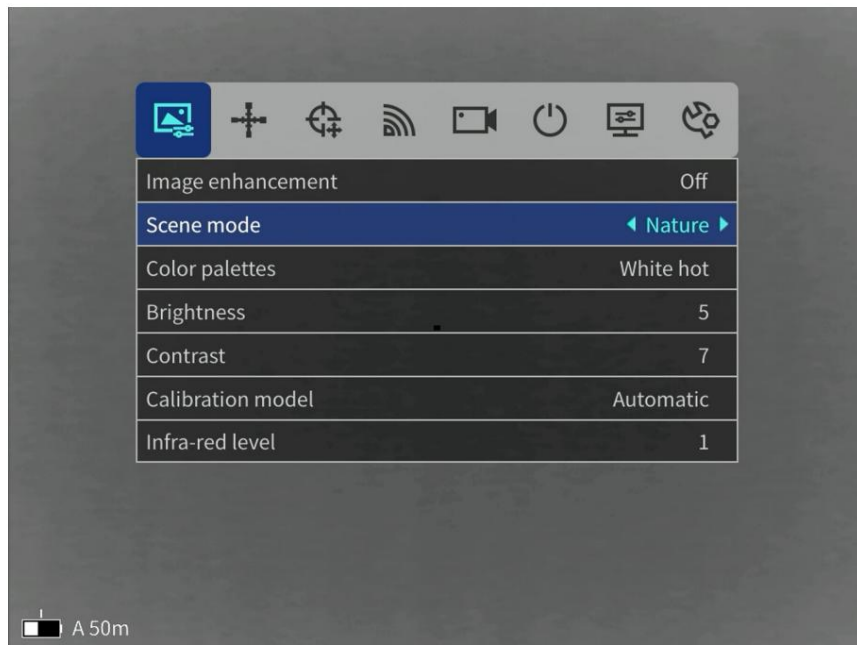 Image enhancement Off
Scene mode Nature
Color palettes White hot
Brightness 5
Contrast 7
Calibration model Automatic
Infra-red level 1
A 50m